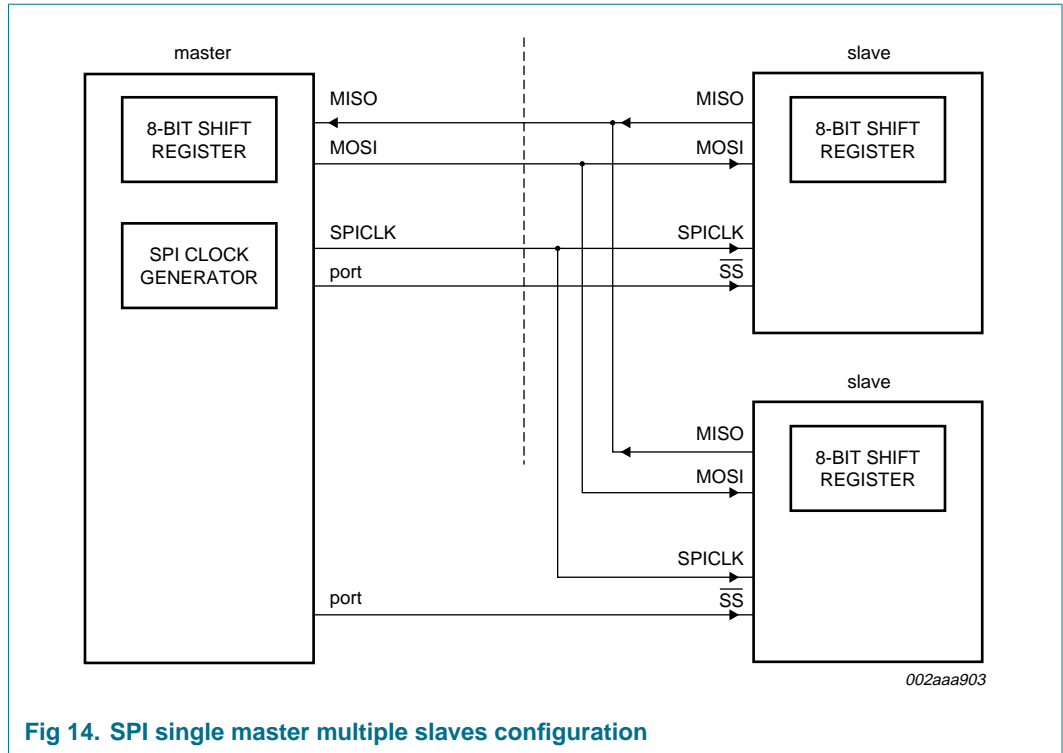 master
slave
MISO
MISO
8-BIT SHIFT
REGISTER
8-BIT SHIFT
REGISTER
MOSI
MOSI
SPICLK
SPICLK
SPI CLOCK
GENERATOR
port
S̅S̅
slave
MISO
8-BIT SHIFT
REGISTER
MOSI
SPICLK
port
S̅S̅
002aaa903
Fig 14. SPI single master multiple slaves configuration